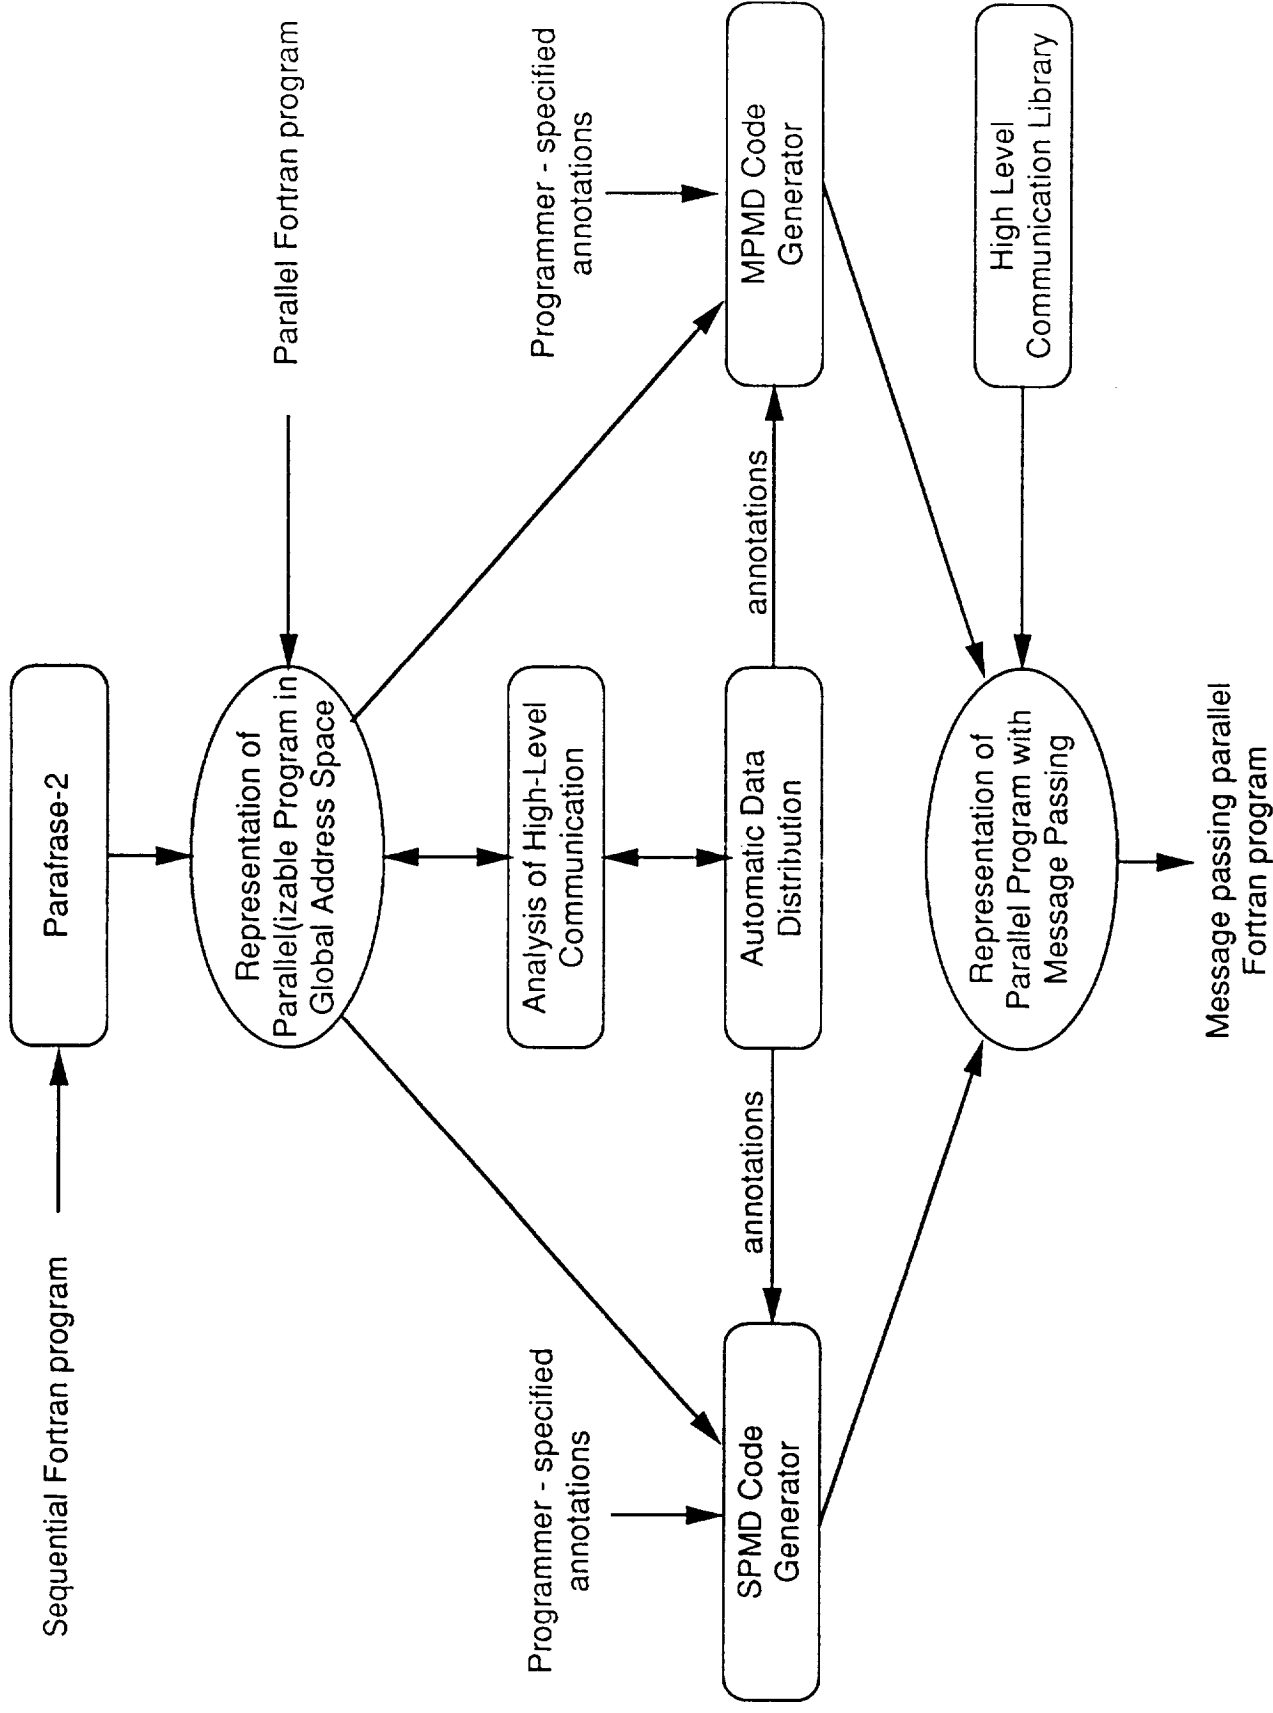 Sequential Fortran program
Parafrase-2
Parallel Fortran program
Representation of
Parallel(izable Program in
Global Address Space
Programmer - specified
annotations
Analysis of High-Level
Communication
Programmer - specified
annotations
SPMD Code
Generator
annotations
Automatic Data
Distribution
annotations
MPMD Code
Generator
Representation of
Parallel Program with
Message Passing
High Level
Communication Library
Message passing parallel
Fortran program